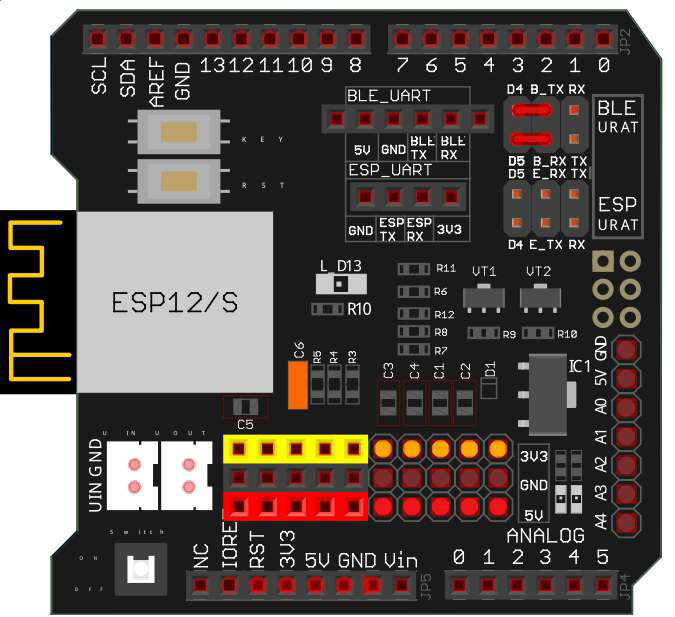 SCL SDA AREF GND 13 12 11 10 9 8
7 6 5 4 3 2 1 0
JP2
K E Y
R S T
BLE_UART
5V GND BLE TX BLE RX
ESP_UART
GND ESP TX ESP RX 3V3
D4 B_TX RX
D5 B_RX TX
D5 E_RX TX
D4 E_TX RX
BLE
URAT
ESP
URAT
ESP12/S
L_D13
R10
R11
R6
R12
R8
R7
VT1
VT2
R9
R10
C6
R5
R4
R3
C3
C4
C1
C2
D1
IC1
C5
GND
5V
A0
A1
A2
A3
A4
U IN
U OUT
UIN GND
3V3
GND
5V
Switch
ON
OFF
NC IOREF RST 3V3 5V GND Vin
JP5
ANALOG
0 1 2 3 4 5
JP4